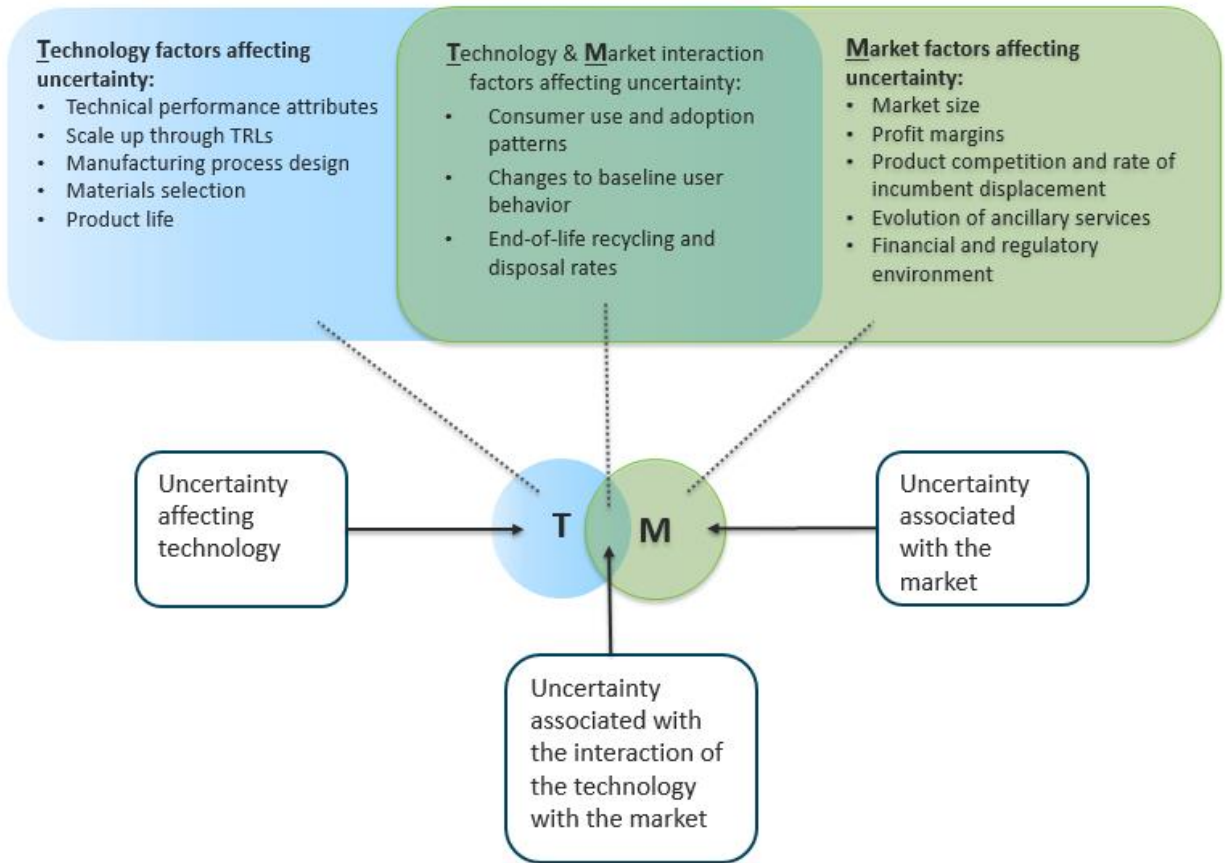 Technology factors affecting
uncertainty:
• Technical performance attributes
• Scale up through TRLs
• Manufacturing process design
• Materials selection
• Product life
Technology & Market interaction
factors affecting uncertainty:
• Consumer use and adoption
patterns
• Changes to baseline user
behavior
• End-of-life recycling and
disposal rates
Market factors affecting
uncertainty:
• Market size
• Profit margins
• Product competition and rate of
incumbent displacement
• Evolution of ancillary services
• Financial and regulatory
environment
Uncertainty
affecting
technology
T
M
Uncertainty
associated
with the
market
Uncertainty
associated with
the interaction of
the technology
with the market